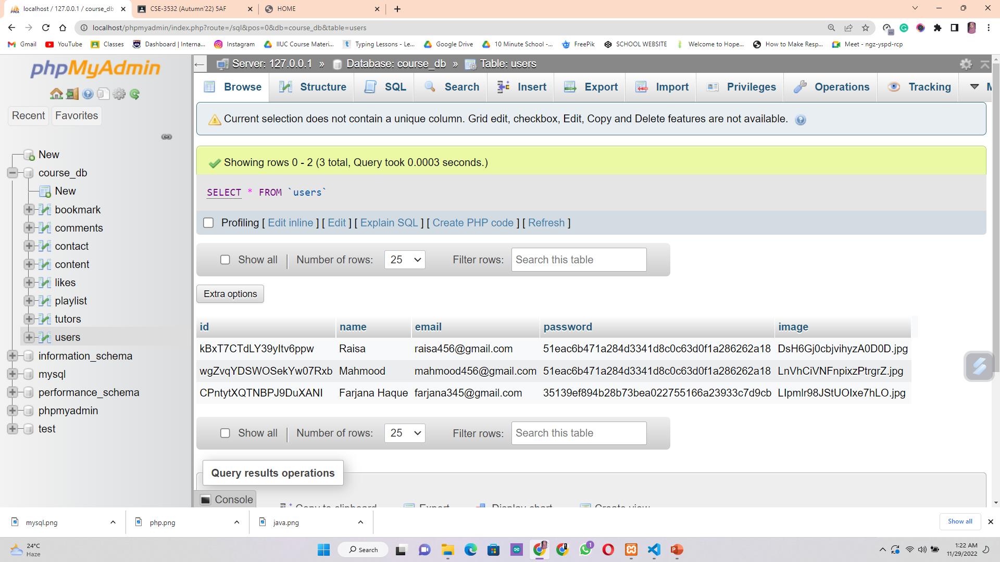 localhost / 127.0.0.1 / course_db
CSE-3532 (Autumn'22) 5AF
HOME
localhost/phpmyadmin/index.php?route=/sql&pos=0&db=course_db&table=users
Gmail
YouTube
Classes
Dashboard | Interna...
Instagram
IIUC Course Materi...
Typing Lessons - Le...
Google Drive
10 Minute School -...
FreePik
SCHOOL WEBSITE
Welcome to Hope...
How to Make Resp...
Meet - ngz-yspd-rcp
phpMyAdmin
Recent
Favorites
New
course_db
New
bookmark
comments
contact
content
likes
playlist
tutors
users
information_schema
mysql
performance_schema
phpmyadmin
test
Server: 127.0.0.1 » Database: course_db » Table: users
Browse
Structure
SQL
Search
Insert
Export
Import
Privileges
Operations
Tracking
Current selection does not contain a unique column. Grid edit, checkbox, Edit, Copy and Delete features are not available.
Showing rows 0 - 2 (3 total, Query took 0.0003 seconds.)
SELECT * FROM `users`
Profiling [ Edit inline ] [ Edit ] [ Explain SQL ] [ Create PHP code ] [ Refresh ]
Show all | Number of rows: 25 Filter rows: Search this table
Extra options
id name email password image
kBxT7CTdLY39yItv6ppw Raisa raisa456@gmail.com 51eac6b471a284d3341d8c0c63d0f1a286262a18 DsH6Gj0cbjvihyzA0D0D.jpg
wgZvqYDSWOSekYw07Rxb Mahmood mahmood456@gmail.com 51eac6b471a284d3341d8c0c63d0f1a286262a18 LnVhCiVNFnpixzPtrgrZ.jpg
CPntytXQTNBPJ9DuXANI Farjana Haque farjana345@gmail.com 35139ef894b28b73bea022755166a23933c7d9cb LIpmlr98JStUOIxe7hLO.jpg
Show all | Number of rows: 25 Filter rows: Search this table
Query results operations
Console
Copy to clipboard
Export
Display chart
Create view
mysql.png
php.png
java.png
Show all
24°C
Haze
Search
1
1:22 AM
11/29/2022